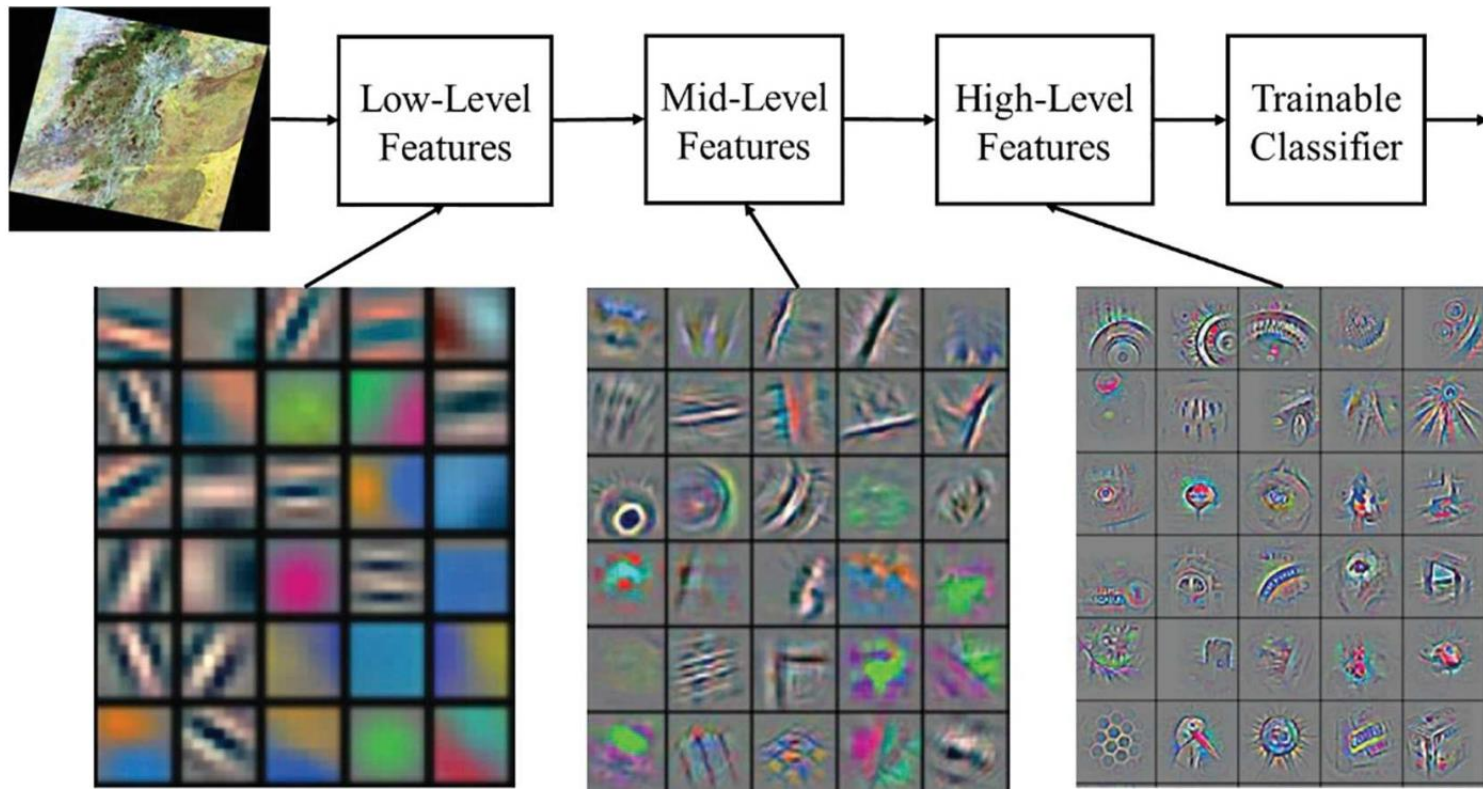 Low-Level
Features
Mid-Level
Features
High-Level
Features
Trainable
Classifier